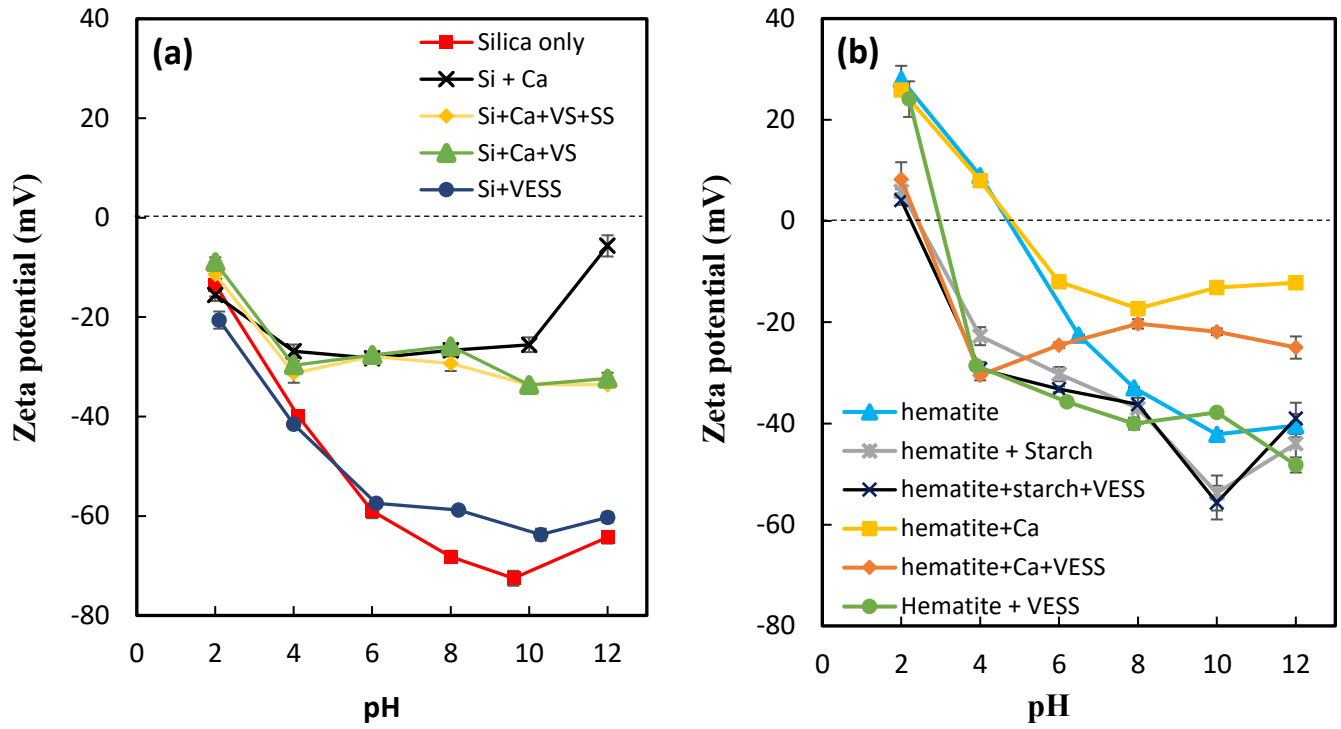 (a)
Silica only
Si + Ca
Si+Ca+VS+SS
Si+Ca+VS
Si+VESS
40
20
0
-20
-40
-60
-80
Zeta potential (mV)
0
2
4
6
8
10
12
pH
(b)
40
20
0
-20
-40
-60
-80
Zeta potential (mV)
hematite
hematite + Starch
hematite+starch+VESS
hematite+Ca
hematite+Ca+VESS
Hematite + VESS
0
2
4
6
8
10
12
pH